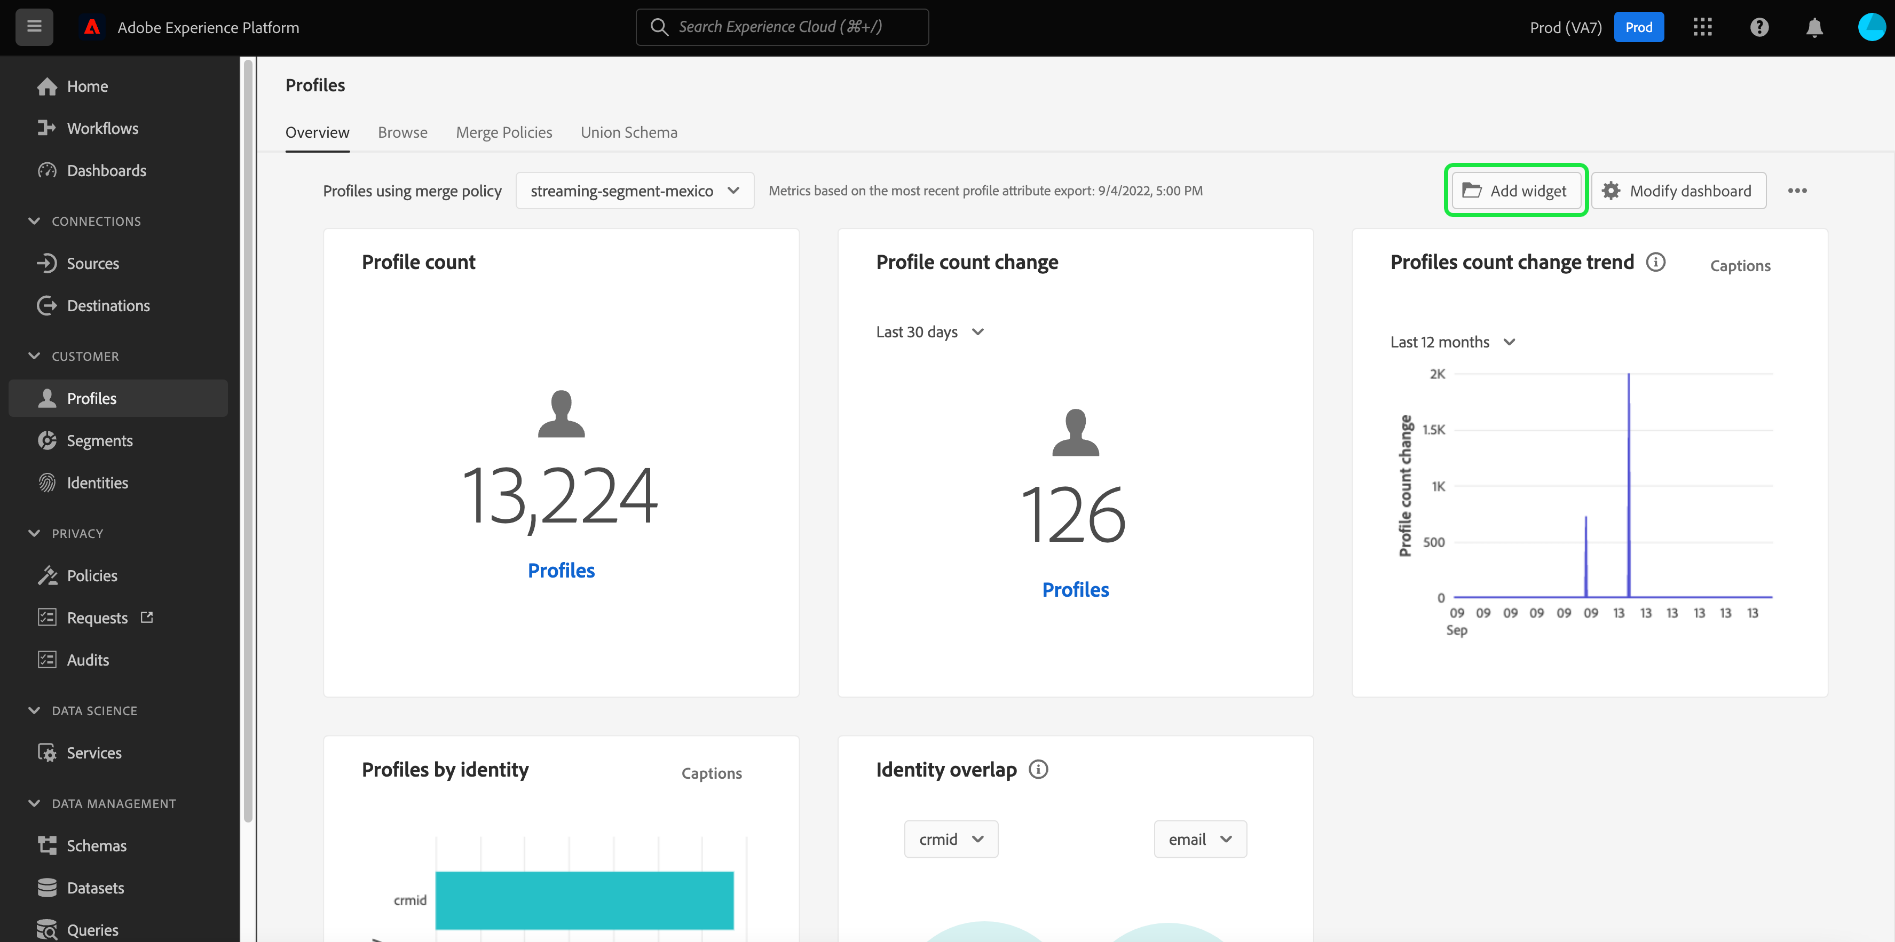 Adobe Experience Platform
Search Experience Cloud (⌘+/)
Prod (VA7)
Prod
Home
Workflows
Dashboards
CONNECTIONS
Sources
Destinations
CUSTOMER
Profiles
Segments
Identities
PRIVACY
Policies
Requests
Audits
DATA SCIENCE
Services
DATA MANAGEMENT
Schemas
Datasets
Queries
Profiles
Overview
Browse
Merge Policies
Union Schema
Profiles using merge policy
streaming-segment-mexico
Metrics based on the most recent profile attribute export: 9/4/2022, 5:00 PM
Add widget
Modify dashboard
Profile count
13,224
Profiles
Profile count change
Last 30 days
126
Profiles
Profiles count change trend
Captions
Last 12 months
Profile count change
2K
1.5K
1K
500
0
09 09 09 09 09 09 13 13 13 13 13 13
Sep
Profiles by identity
Captions
crmid
Identity overlap
crmid
email